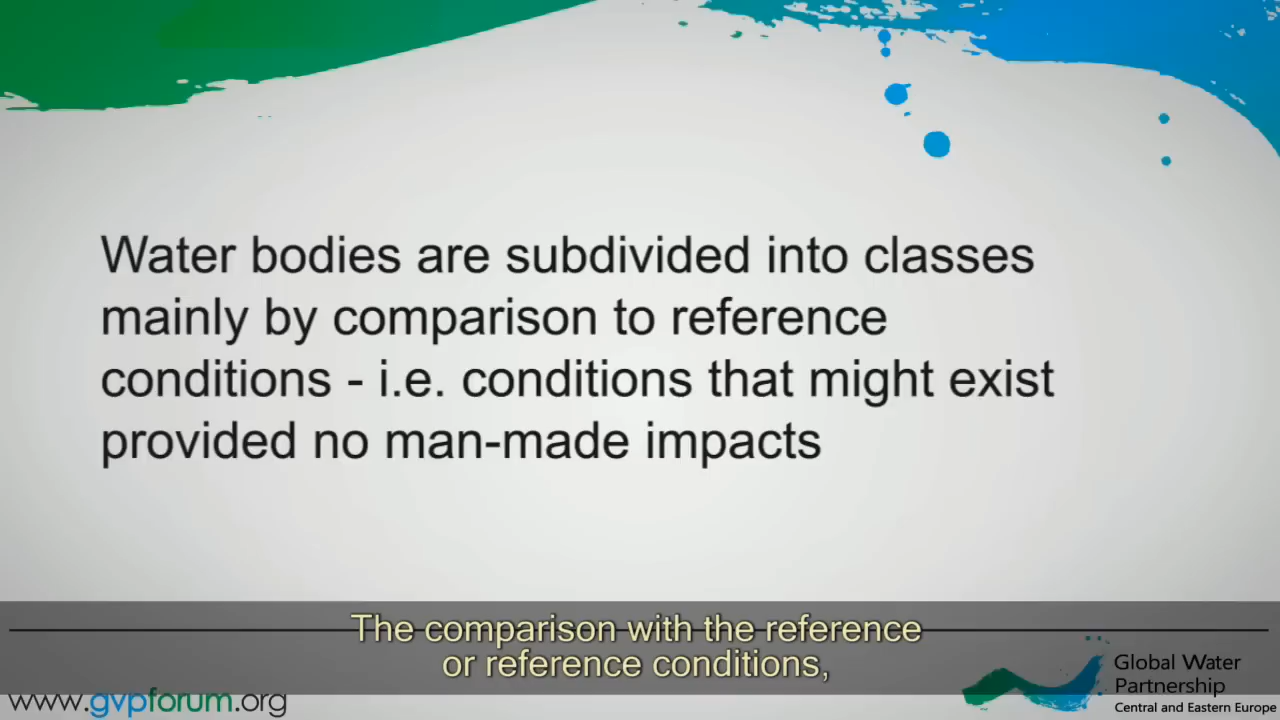 Water bodies are subdivided into classes
mainly by comparison to reference
conditions - i.e. conditions that might exist
provided no man-made impacts
The comparison with the reference
or reference conditions,
www.gvpforum.org
Global Water
Partnership
Central and Eastern Europe